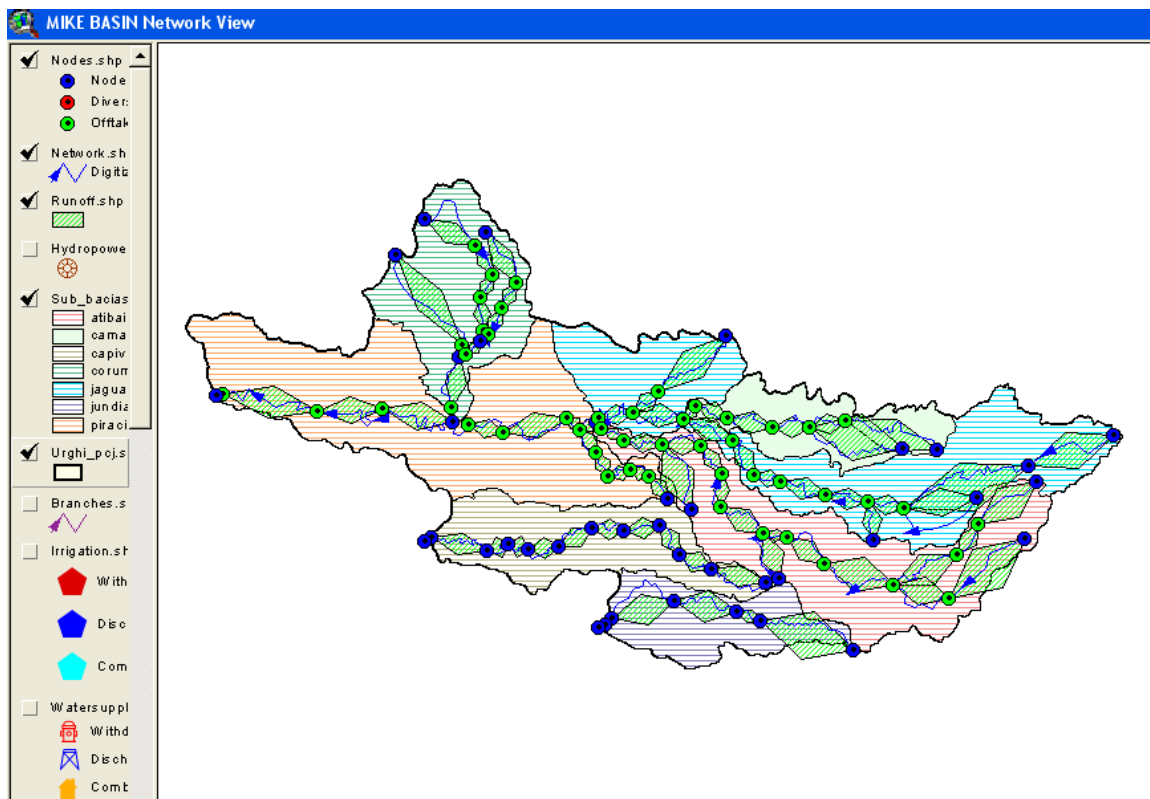 MIKE BASIN Network View
Nodes.shp
Node
Diver:
Offtak
Network.sh
Digitiz
Runoff.shp
Hydropowe
Sub_bacias
atibai
cama
capiv
corum
jagua
jundia
piraci
Urghi_pcj.s
Branches.s
Irrigation.sh
With
Disc
Com
Watersuppl
Withd
Disch
Comb